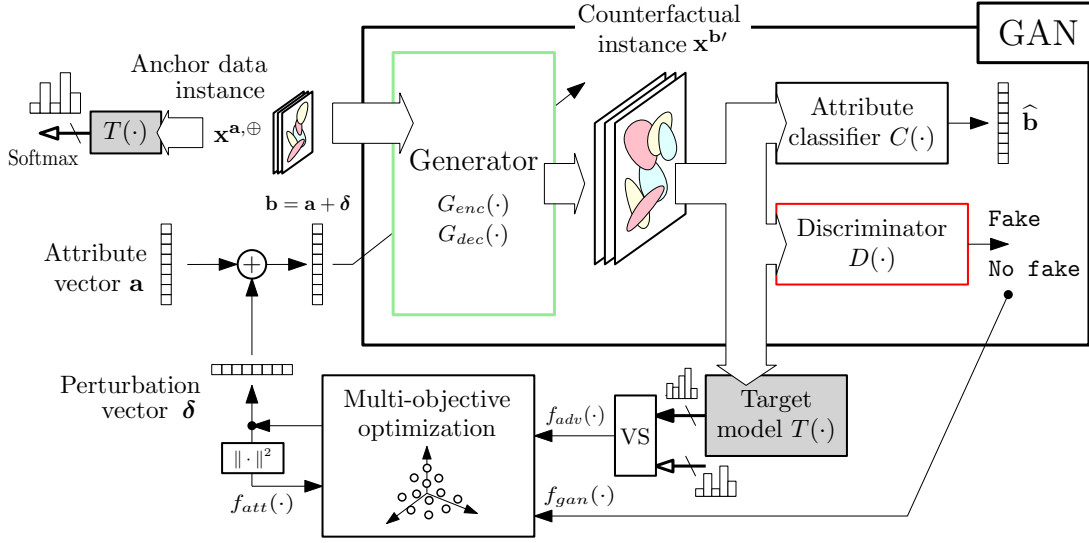 Counterfactual
instance x^b′
GAN
Anchor data
instance
x^a,⊕
T(·)
Softmax
Attribute
classifier C(·)
b̂
Generator
G_enc(·)
G_dec(·)
b = a + δ
Discriminator
D(·)
Fake
No fake
Attribute
vector a
+
Perturbation
vector δ
Multi-objective
optimization
f_adv(·)
VS
Target
model T(·)
‖ · ‖²
f_att(·)
f_gan(·)